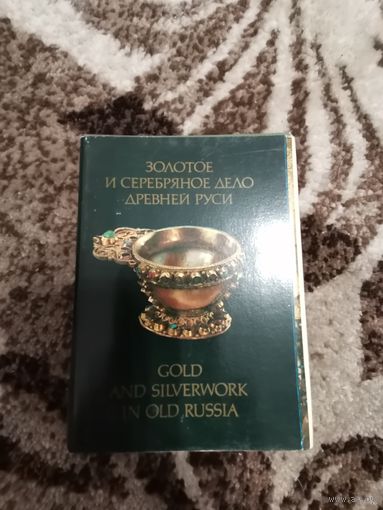 ЗОЛОТОЕ
И СЕРЕБРЯНОЕ ДЕЛО
ДРЕВНЕЙ РУСИ
GOLD
AND SILVERWORK
IN OLD RUSSIA